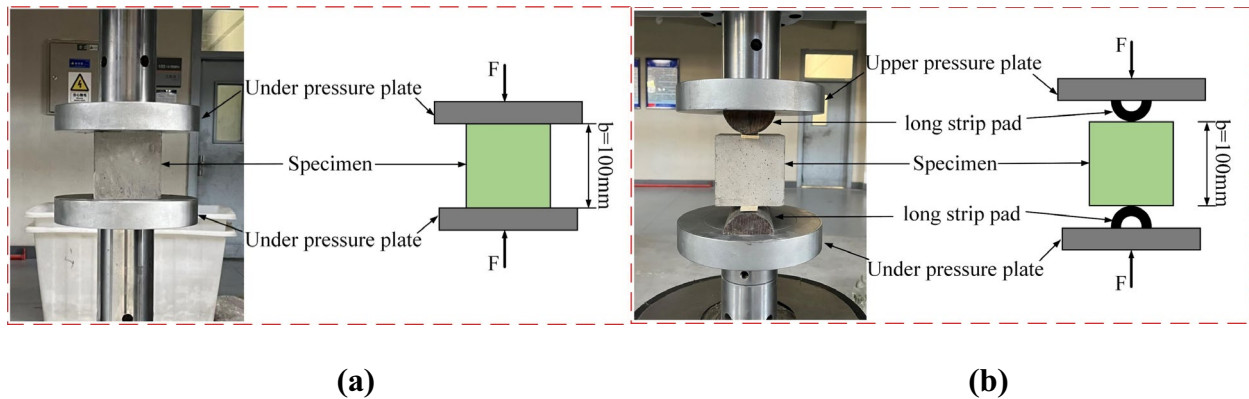 F
Under pressure plate
Specimen
b=100mm
Under pressure plate
F
F
Upper pressure plate
long strip pad
Specimen
b=100mm
long strip pad
Under pressure plate
F
(a)
(b)